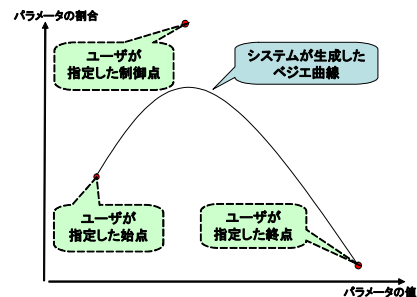 パラメータの割合
ユーザが
指定した制御点
システムが生成した
ベジエ曲線
ユーザが
指定した始点
ユーザが
指定した終点
パラメータの値